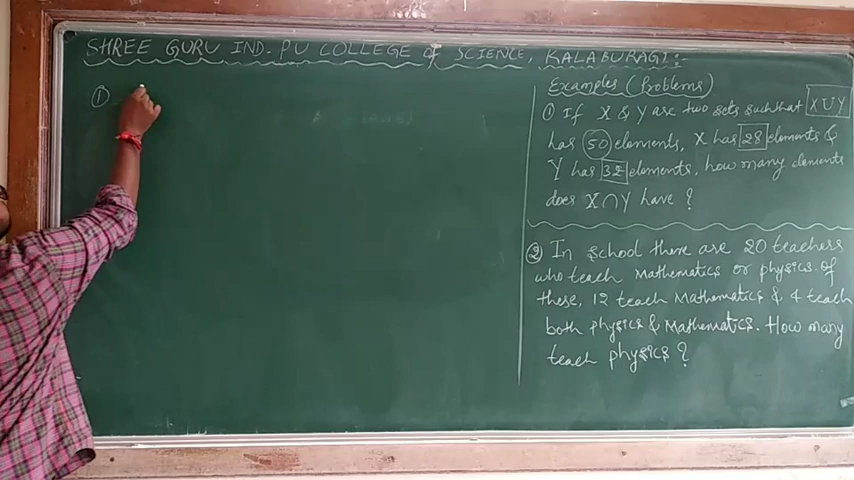 SHREE GURU IND. PU COLLEGE of SCIENCE, KALABURAGI:-
①
Examples (Problems)
① If X & Y are two sets such that X ∪ Y
has 50 elements, X has 28 elements &
Y has 32 elements, how many elements
does X ∩ Y have ?
② In school there are 20 teachers
who teach Mathematics or physics. of
these, 12 teach Mathematics & 4 teach
both physics & Mathematics. How many
teach physics ?